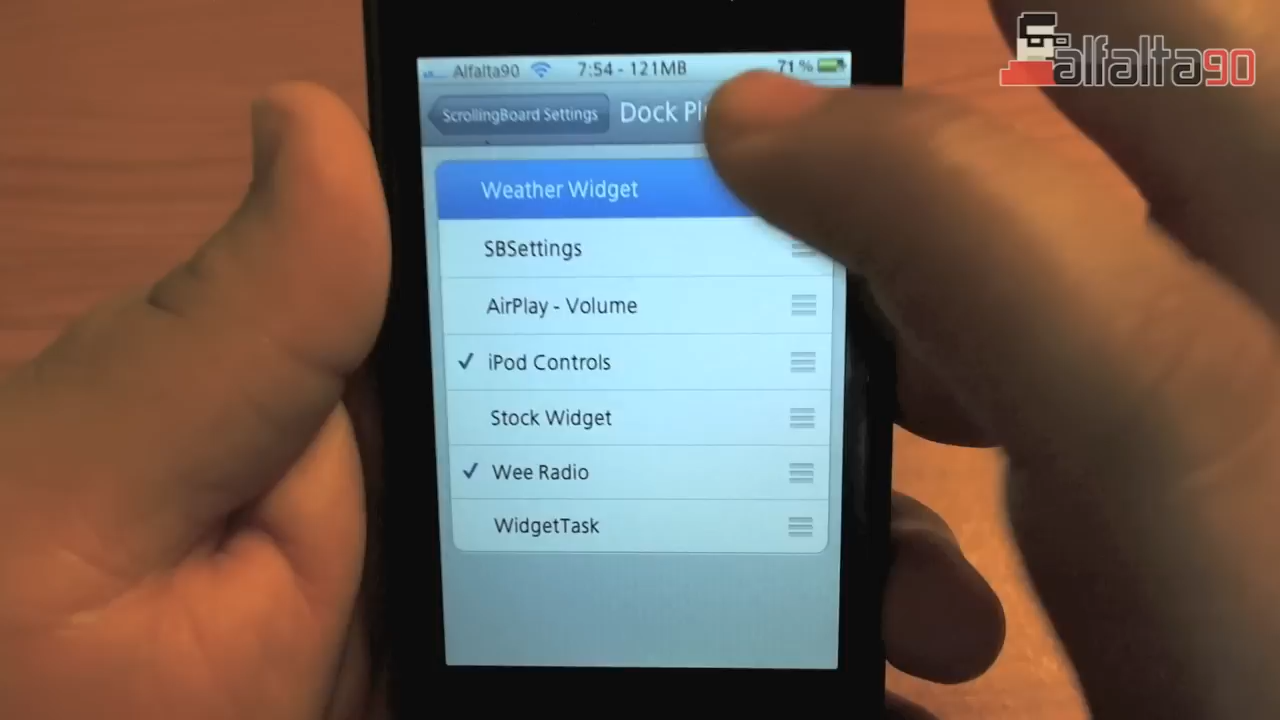 alfalta90
Alfalta90 7:54 - 121MB 71%
ScrollingBoard Settings Dock
Weather Widget
SBSettings
AirPlay - Volume
✓ iPod Controls
Stock Widget
✓ Wee Radio
WidgetTask